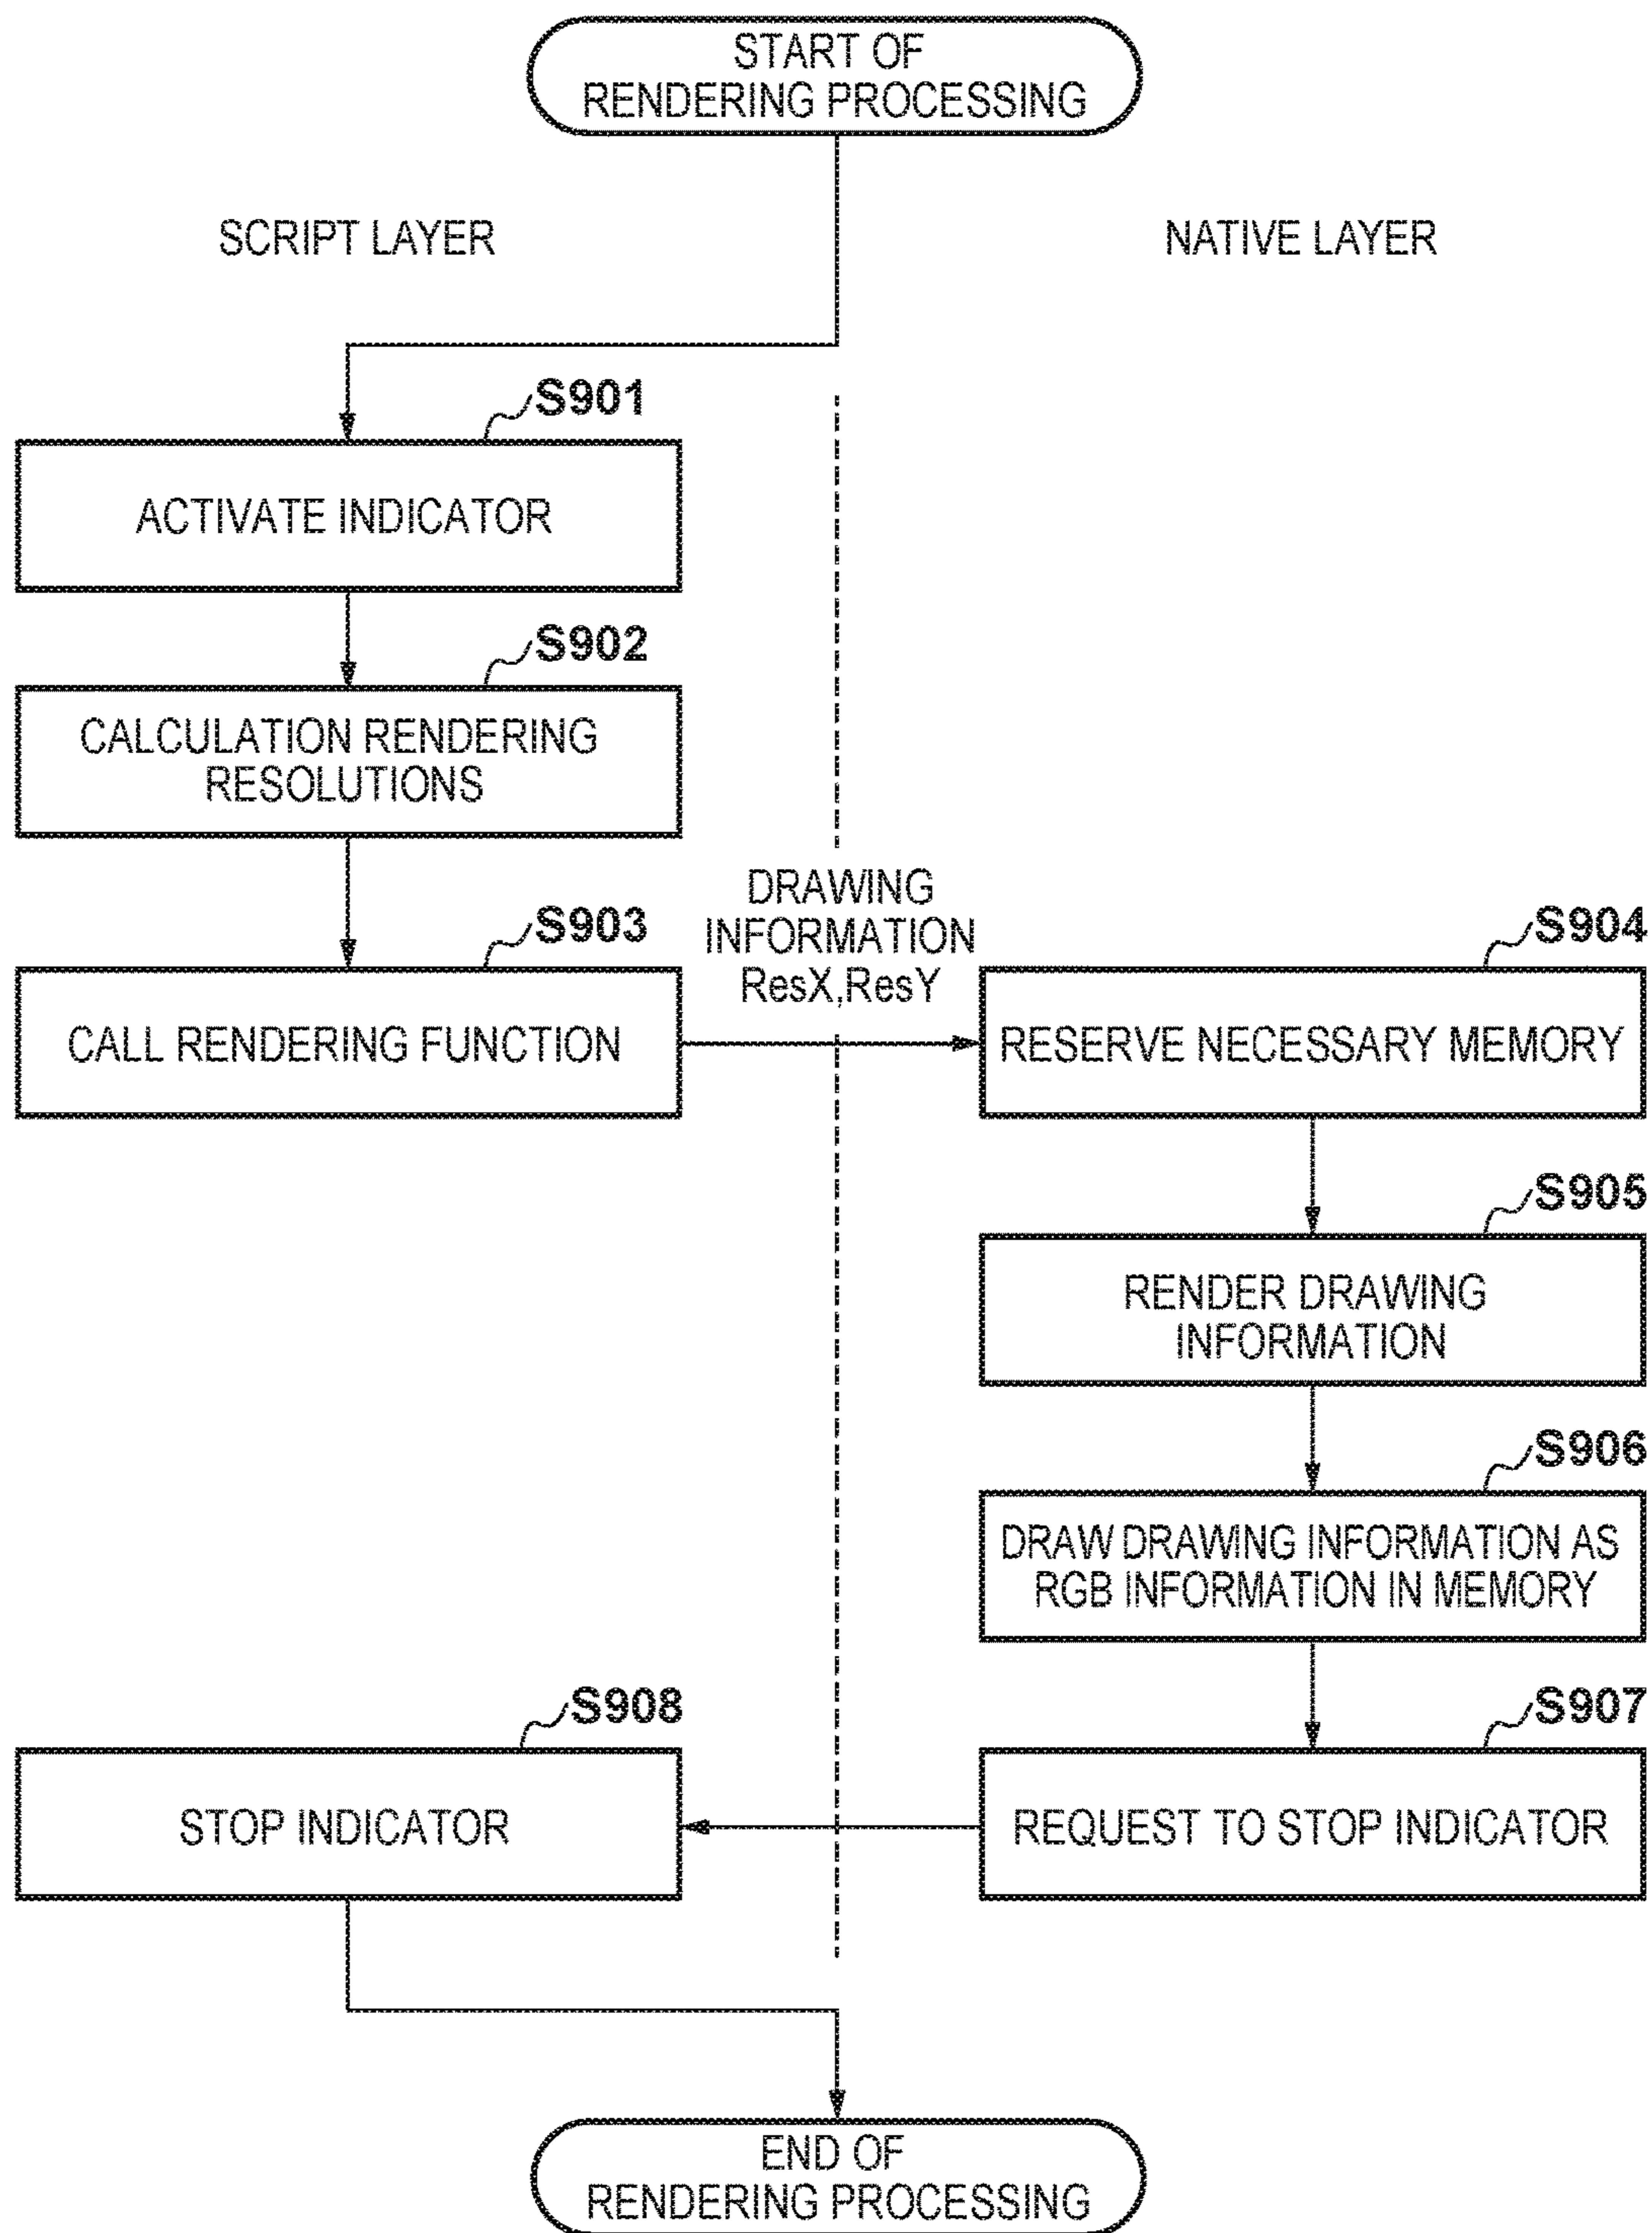 START OF
RENDERING PROCESSING
SCRIPT LAYER
NATIVE LAYER
S901
ACTIVATE INDICATOR
S902
CALCULATION RENDERING
RESOLUTIONS
S903
CALL RENDERING FUNCTION
DRAWING
INFORMATION
ResX,ResY
S904
RESERVE NECESSARY MEMORY
S905
RENDER DRAWING
INFORMATION
S906
DRAW DRAWING INFORMATION AS
RGB INFORMATION IN MEMORY
S907
REQUEST TO STOP INDICATOR
S908
STOP INDICATOR
END OF
RENDERING PROCESSING